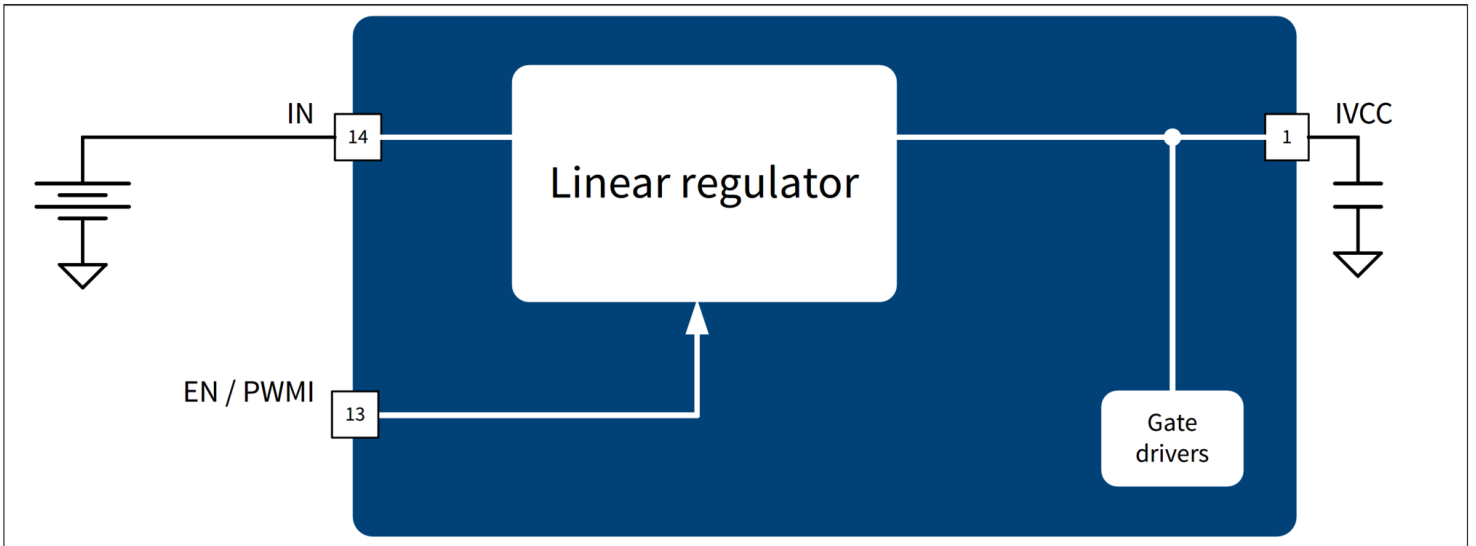 IN
14
Linear regulator
1
IVCC
EN / PWMI
13
Gate
drivers